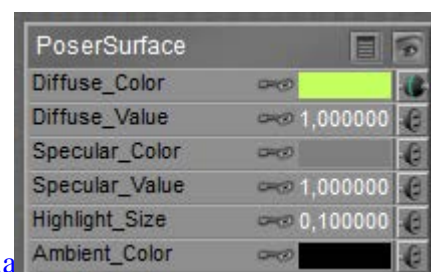 PoserSurface
Diffuse_Color
Diffuse_Value 1,000000
Specular_Color
Specular_Value 1,000000
Highlight_Size 0,100000
Ambient_Color
a